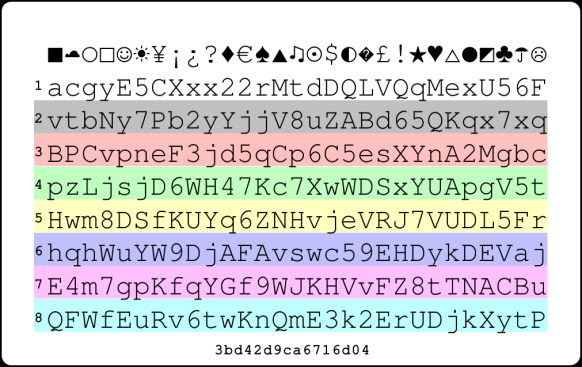 ■☁○□☺☀¥¡¿?♦€♠▲♫⊙$◐�£!★♥△●◩♣☂☹
1acgyE5CXxx22rMtdDQLVQqMexU56F
2vtbNy7Pb2yYjjV8uZABd65QKqx7xq
3BPCvpneF3jd5qCp6C5esXYnA2Mgbc
4pzLjsjD6WH47Kc7XwWDSxYUApgV5t
5Hwm8DSfKUYq6ZNHvjeVRJ7VUDL5Fr
6hqhWuYW9DjAFAvswc59EHDykDEVaj
7E4m7gpKfqYGf9WJKHVvFZ8tTNACBu
8QFWfEuRv6twKnQmE3k2ErUDjkXytP
3bd42d9ca6716d04